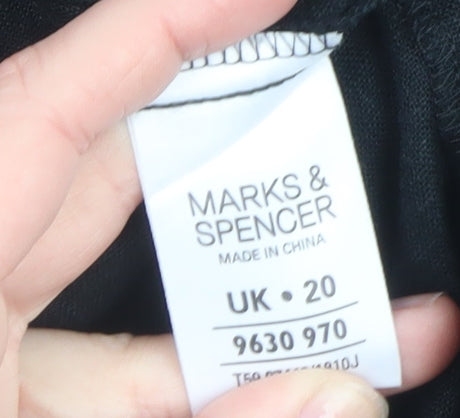 MARKS &
SPENCER
MADE IN CHINA
UK • 20
9630 970